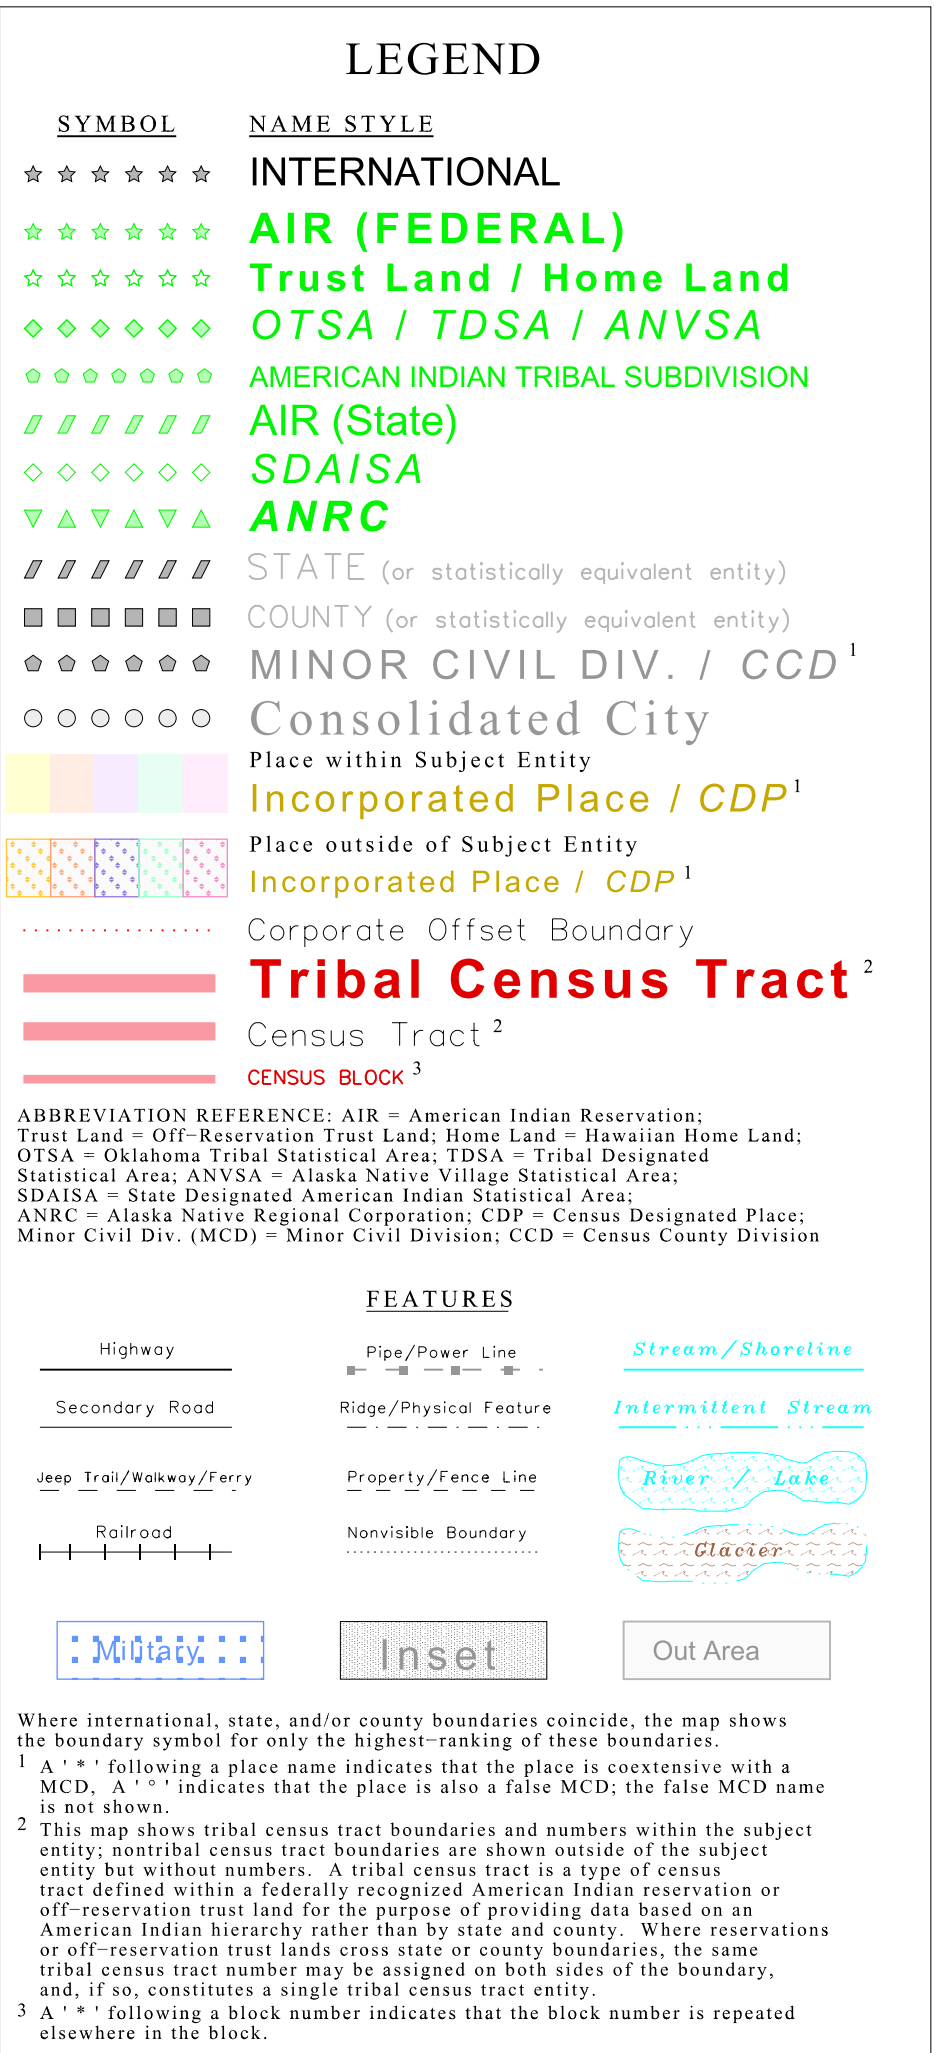 LEGEND
SYMBOL NAME STYLE
INTERNATIONAL
AIR (FEDERAL)
Trust Land / Home Land
OTSA / TDSA / ANVSA
AMERICAN INDIAN TRIBAL SUBDIVISION
AIR (State)
SDAISA
ANRC
STATE (or statistically equivalent entity)
COUNTY (or statistically equivalent entity)
MINOR CIVIL DIV. / CCD 1
Consolidated City
Place within Subject Entity
Incorporated Place / CDP 1
Place outside of Subject Entity
Incorporated Place / CDP 1
Corporate Offset Boundary
Tribal Census Tract 2
Census Tract 2
CENSUS BLOCK 3
ABBREVIATION REFERENCE: AIR = American Indian Reservation;
Trust Land = Off−Reservation Trust Land; Home Land = Hawaiian Home Land;
OTSA = Oklahoma Tribal Statistical Area; TDSA = Tribal Designated
Statistical Area; ANVSA = Alaska Native Village Statistical Area;
SDAISA = State Designated American Indian Statistical Area;
ANRC = Alaska Native Regional Corporation; CDP = Census Designated Place;
Minor Civil Div. (MCD) = Minor Civil Division; CCD = Census County Division
FEATURES
Highway
Pipe/Power Line
Stream/Shoreline
Secondary Road
Ridge/Physical Feature
Intermittent Stream
Jeep Trail/Walkway/Ferry
Property/Fence Line
River / Lake
Railroad
Nonvisible Boundary
Glacier
Military
Inset
Out Area
Where international, state, and/or county boundaries coincide, the map shows
the boundary symbol for only the highest−ranking of these boundaries.
1 A ' * ' following a place name indicates that the place is coextensive with a
MCD, A ' ° ' indicates that the place is also a false MCD; the false MCD name
is not shown.
2 This map shows tribal census tract boundaries and numbers within the subject
entity; nontribal census tract boundaries are shown outside of the subject
entity but without numbers. A tribal census tract is a type of census
tract defined within a federally recognized American Indian reservation or
off−reservation trust land for the purpose of providing data based on an
American Indian hierarchy rather than by state and county. Where reservations
or off−reservation trust lands cross state or county boundaries, the same
tribal census tract number may be assigned on both sides of the boundary,
and, if so, constitutes a single tribal census tract entity.
3 A ' * ' following a block number indicates that the block number is repeated
elsewhere in the block.